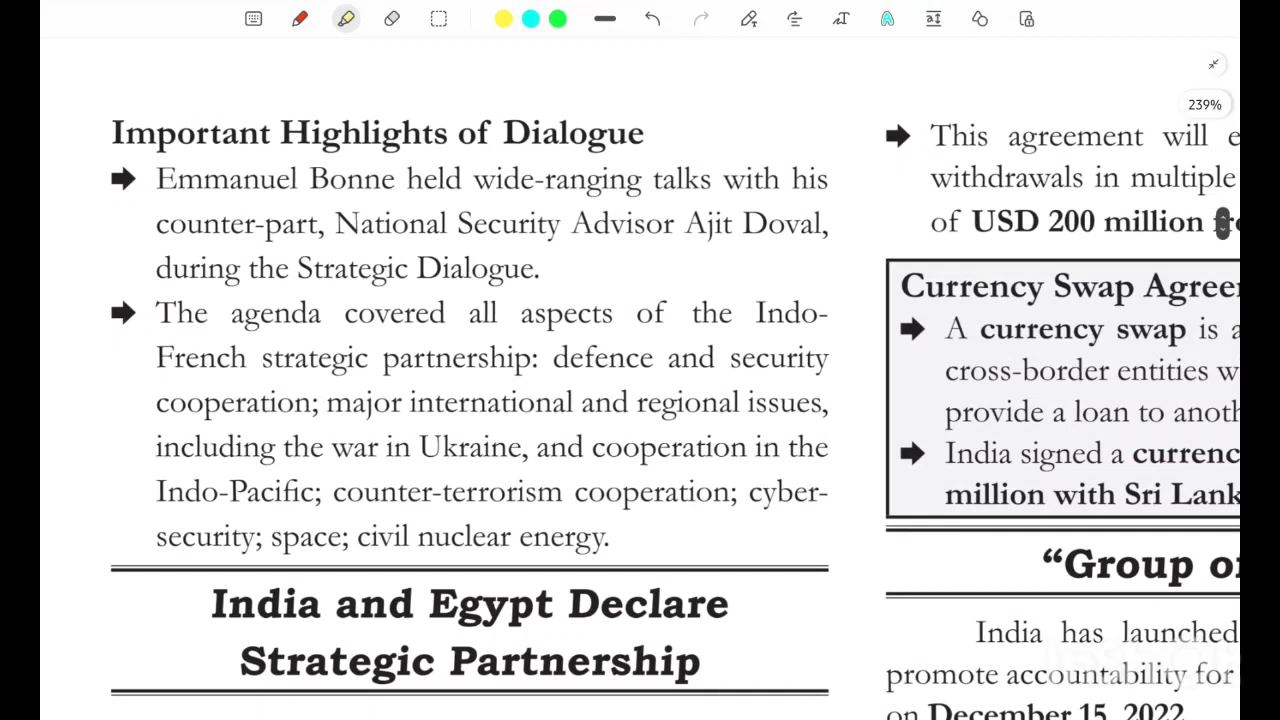 239%
Important Highlights of Dialogue
Emmanuel Bonne held wide-ranging talks with his
counter-part, National Security Advisor Ajit Doval,
during the Strategic Dialogue.
The agenda covered all aspects of the Indo-
French strategic partnership: defence and security
cooperation; major international and regional issues,
including the war in Ukraine, and cooperation in the
Indo-Pacific; counter-terrorism cooperation; cyber-
security; space; civil nuclear energy.
India and Egypt Declare
Strategic Partnership
This agreement will
withdrawals in multiple
of USD 200 million
Currency Swap
A currency swap is
cross-border entities
provide a loan to
India signed a
million with Sri
“Group
India has launched
promote accountability for
on December 15, 2022